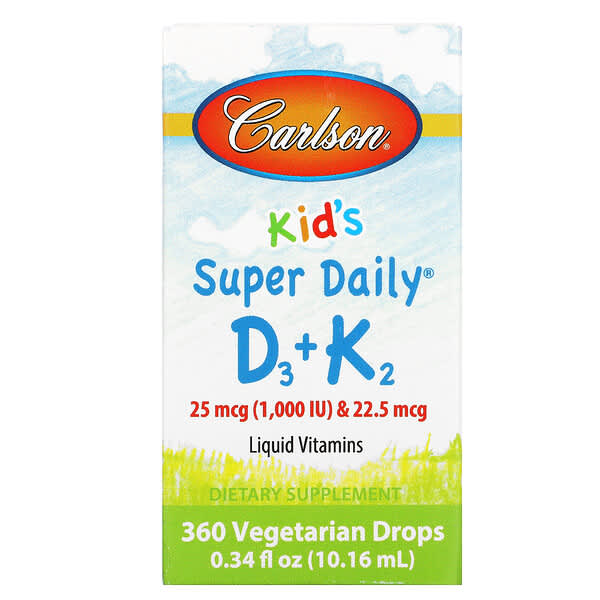 Carlson®
Kid's
Super Daily®
D3 + K2
25 mcg (1,000 IU) & 22.5 mcg
Liquid Vitamins
DIETARY SUPPLEMENT
360 Vegetarian Drops
0.34 fl oz (10.16 mL)